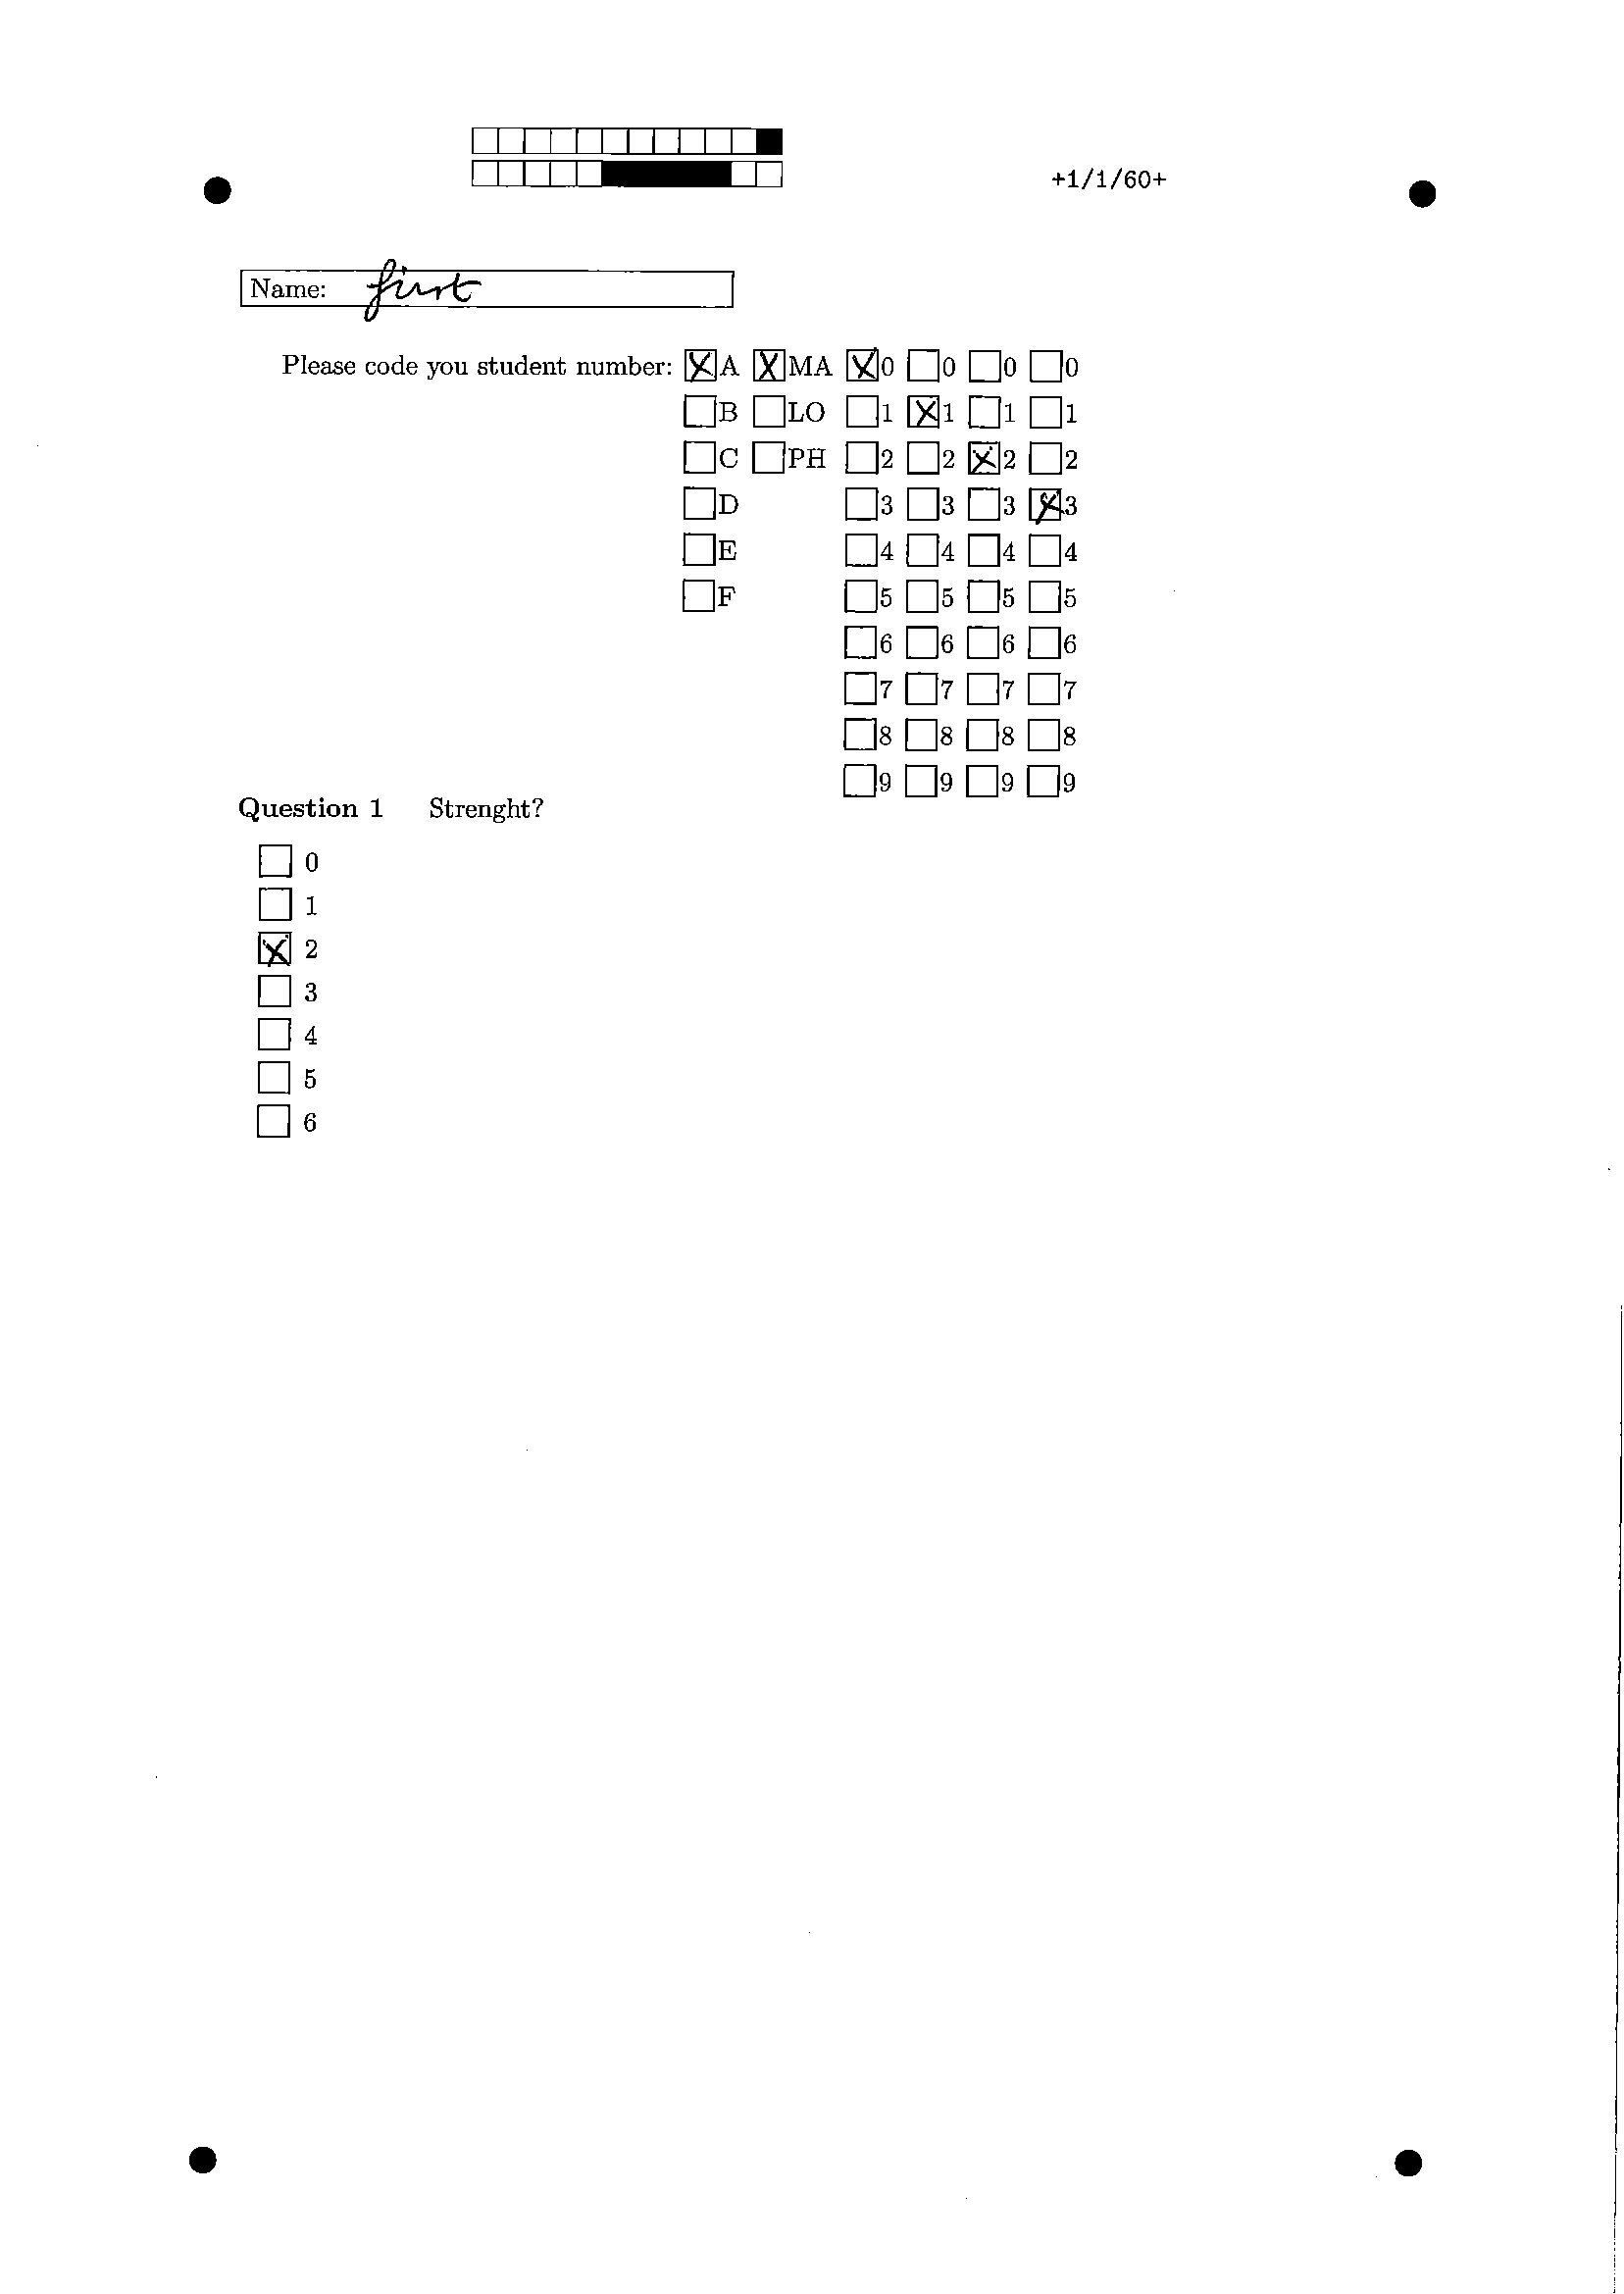 +1/1/60+
Name: first
Please code you student number: A MA 0 0 0 0
B LO 1 1 1 1
C PH 2 2 2 2
D 3 3 3 3
E 4 4 4 4
F 5 5 5 5
6 6 6 6
7 7 7 7
8 8 8 8
9 9 9 9
Question 1 Strenght?
0
1
2
3
4
5
6